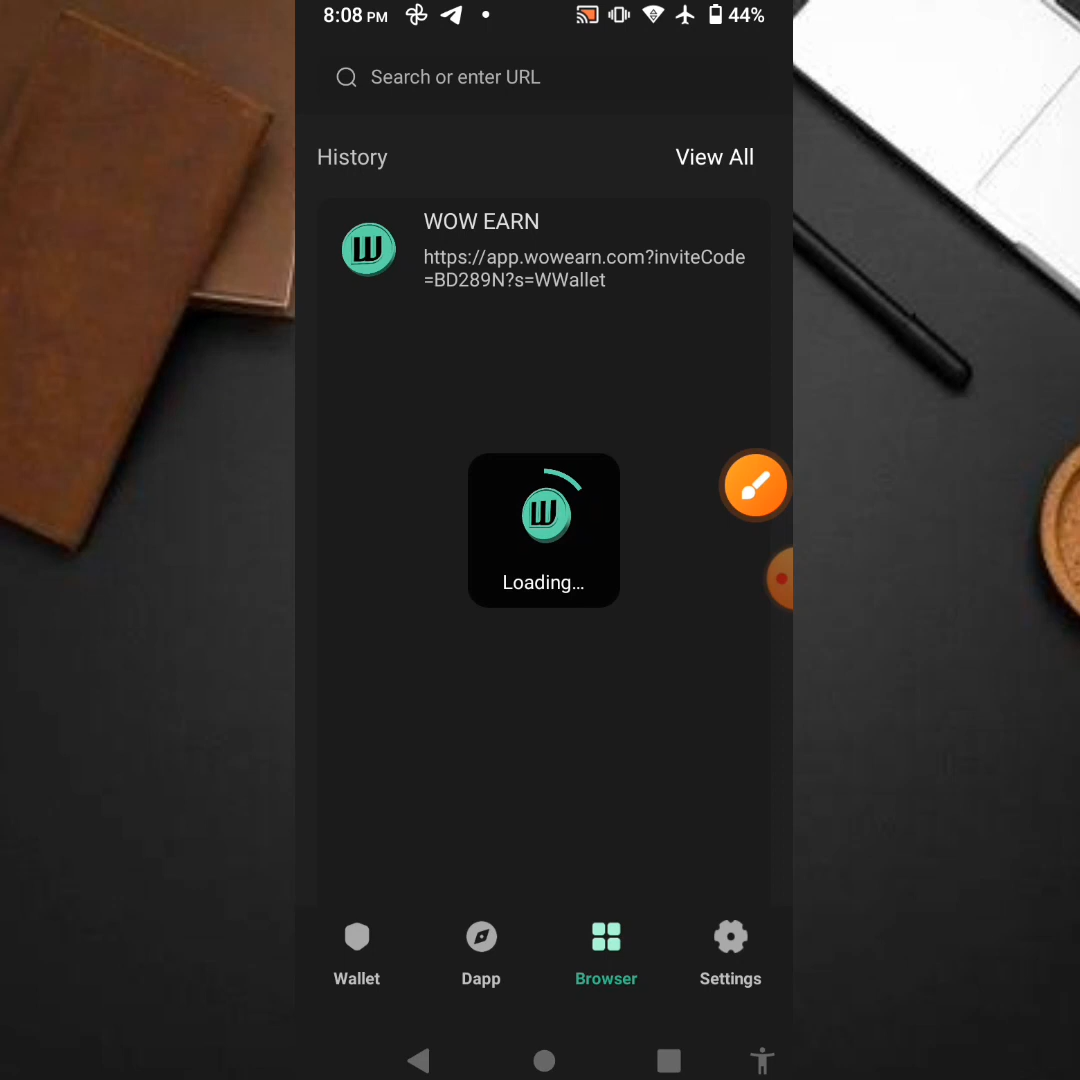 8:08 PM 44%
Search or enter URL
History View All
WOW EARN
https://app.wowearn.com?inviteCode
=BD289N?s=WWallet
Loading...
Wallet Dapp Browser Settings